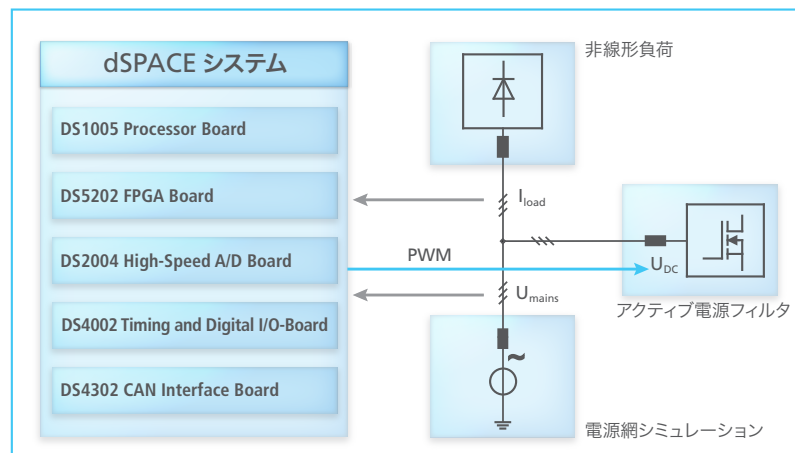 dSPACE システム
DS1005 Processor Board
DS5202 FPGA Board
DS2004 High-Speed A/D Board
DS4002 Timing and Digital I/O-Board
DS4302 CAN Interface Board
非線形負荷
Iload
PWM
UDC
アクティブ電源フィルタ
Umains
~
電源網シミュレーション